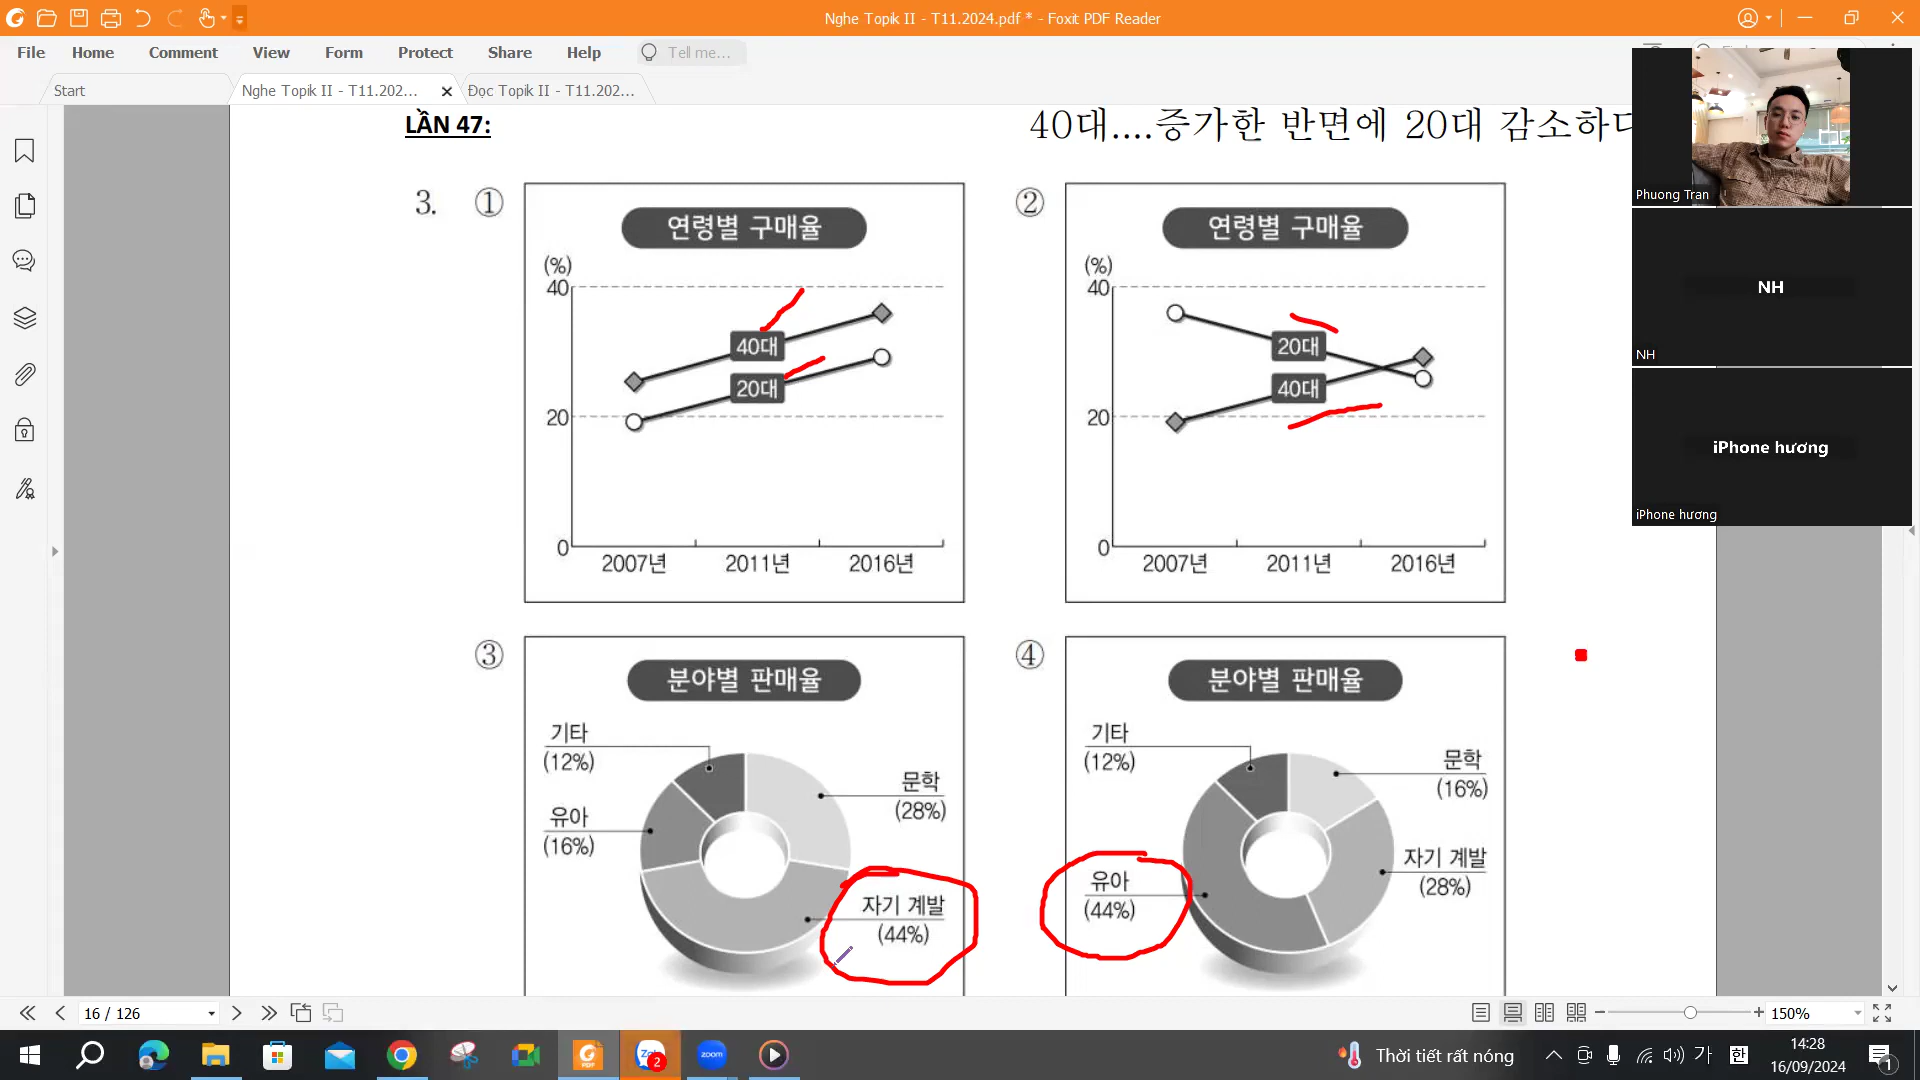 Nghe Topik II - T11.2024.pdf * - Foxit PDF Reader
File Home Comment View Form Protect Share Help Tell me...
Start
Nghe Topik II - T11.202...
Đọc Topik II - T11.202...
LẦN 47:
40대....증가한 반면에 20대 감소하다
3. ①
연령별 구매율
(%)
40
20
0
40대
20대
2007년 2011년 2016년
②
연령별 구매율
(%)
40
20
0
20대
40대
2007년 2011년 2016년
③
분야별 판매율
기타
(12%)
문학
(28%)
유아
(16%)
자기 계발
(44%)
④
분야별 판매율
기타
(12%)
문학
(16%)
자기 계발
(28%)
유아
(44%)
Phuong Tran
NH
NH
iPhone hương
iPhone hương
16 / 126
150%
Zalo
2
zoom
PDF
Thời tiết rất nóng
가
한
14:28
16/09/2024
1